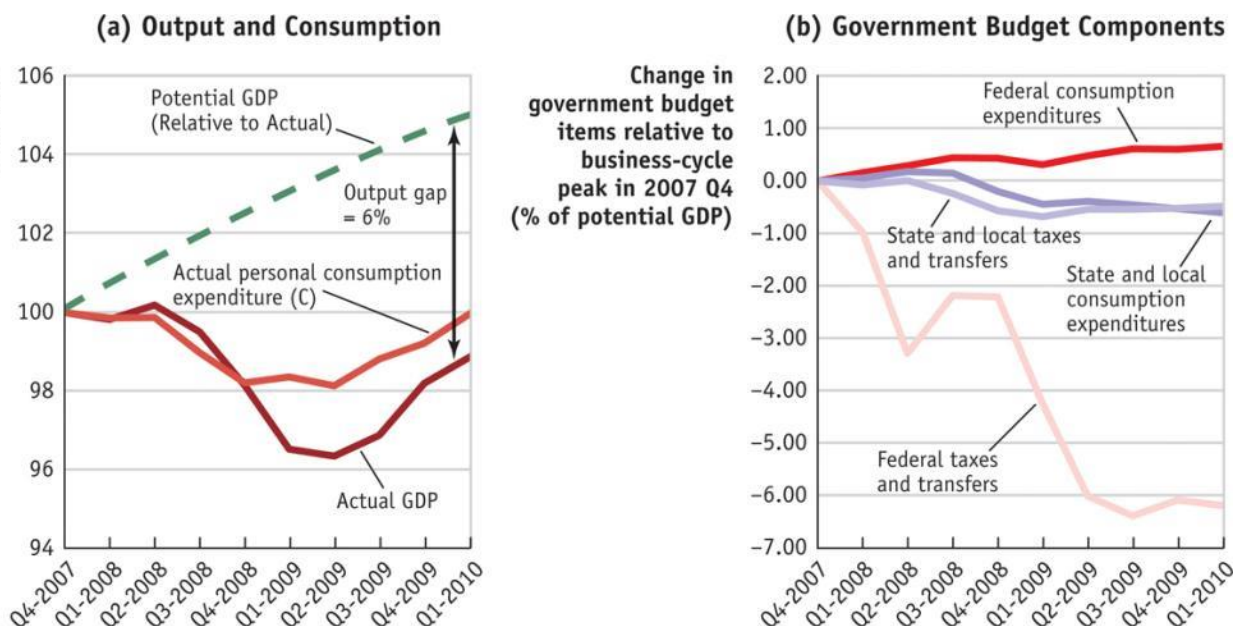 (a) Output and Consumption
106
104
102
100
98
96
94
Potential GDP
(Relative to Actual)
Output gap
= 6%
Actual personal consumption
expenditure (C)
Actual GDP
Q4-2007
Q1-2008
Q2-2008
Q3-2008
Q4-2008
Q1-2009
Q2-2009
Q3-2009
Q4-2009
Q1-2010
Change in
government budget
items relative to
business-cycle
peak in 2007 Q4
(% of potential GDP)
(b) Government Budget Components
2.00
1.00
0.00
–1.00
–2.00
–3.00
–4.00
–5.00
–6.00
–7.00
Federal consumption
expenditures
State and local taxes
and transfers
State and local
consumption
expenditures
Federal taxes
and transfers
Q4-2007
Q1-2008
Q2-2008
Q3-2008
Q4-2008
Q1-2009
Q2-2009
Q3-2009
Q4-2009
Q1-2010